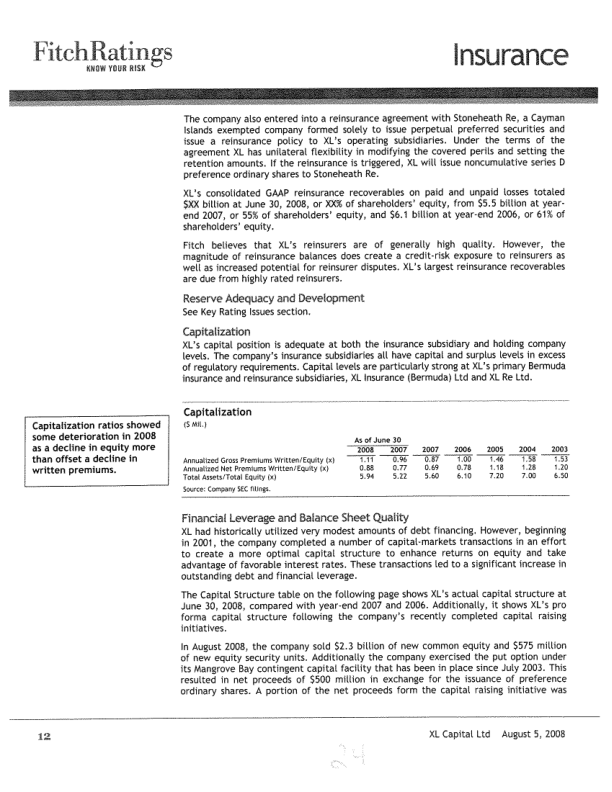 FitchRatings
KNOW YOUR RISK
Insurance
The company also entered into a reinsurance agreement with Stoneheath Re, a Cayman
Islands exempted company formed solely to issue perpetual preferred securities and
issue a reinsurance policy to XL's operating subsidiaries. Under the terms of the
agreement XL has unilateral flexibility in modifying the covered perils and setting the
retention amounts. If the reinsurance is triggered, XL will issue noncumulative series D
preference ordinary shares to Stoneheath Re.
XL's consolidated GAAP reinsurance recoverables on paid and unpaid losses totaled
$XX billion at June 30, 2008, or XX% of shareholders' equity, from $5.5 billion at year-
end 2007, or 55% of shareholders' equity, and $6.1 billion at year-end 2006, or 61% of
shareholders' equity.
Fitch believes that XL's reinsurers are of generally high quality. However, the
magnitude of reinsurance balances does create a credit-risk exposure to reinsurers as
well as increased potential for reinsurer disputes. XL's largest reinsurance recoverables
are due from highly rated reinsurers.
Reserve Adequacy and Development
See Key Rating Issues section.
Capitalization
XL's capital position is adequate at both the insurance subsidiary and holding company
levels. The company's insurance subsidiaries all have capital and surplus levels in excess
of regulatory requirements. Capital levels are particularly strong at XL's primary Bermuda
insurance and reinsurance subsidiaries, XL Insurance (Bermuda) Ltd and XL Re Ltd.
Capitalization ratios showed
some deterioration in 2008
as a decline in equity more
than offset a decline in
written premiums.
Capitalization
($ Mil.)
As of June 30
2008 2007 2007 2006 2005 2004 2003
Annualized Gross Premiums Written/Equity (x) 1.11 0.96 0.87 1.00 1.46 1.58 1.53
Annualized Net Premiums Written/Equity (x) 0.88 0.77 0.69 0.78 1.18 1.28 1.20
Total Assets/Total Equity (x) 5.94 5.22 5.60 6.10 7.20 7.00 6.50
Source: Company SEC filings.
Financial Leverage and Balance Sheet Quality
XL had historically utilized very modest amounts of debt financing. However, beginning
in 2001, the company completed a number of capital-markets transactions in an effort
to create a more optimal capital structure to enhance returns on equity and take
advantage of favorable interest rates. These transactions led to a significant increase in
outstanding debt and financial leverage.
The Capital Structure table on the following page shows XL's actual capital structure at
June 30, 2008, compared with year-end 2007 and 2006. Additionally, it shows XL's pro
forma capital structure following the company's recently completed capital raising
initiatives.
In August 2008, the company sold $2.3 billion of new common equity and $575 million
of new equity security units. Additionally the company exercised the put option under
its Mangrove Bay contingent capital facility that has been in place since July 2003. This
resulted in net proceeds of $500 million in exchange for the issuance of preference
ordinary shares. A portion of the net proceeds form the capital raising initiative was
12
XL Capital Ltd August 5, 2008
24